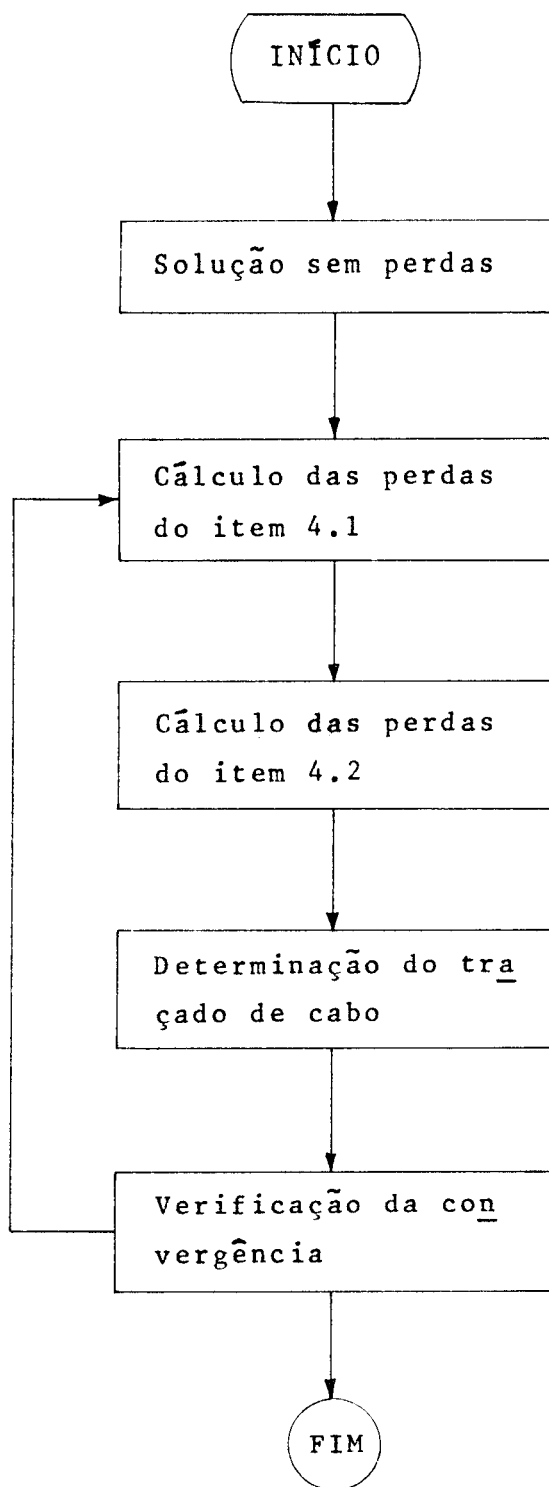 INÍCIO
Solução sem perdas
Cálculo das perdas
do item 4.1
Cálculo das perdas
do item 4.2
Determinação do tra
çado de cabo
Verificação da con
vergência
FIM